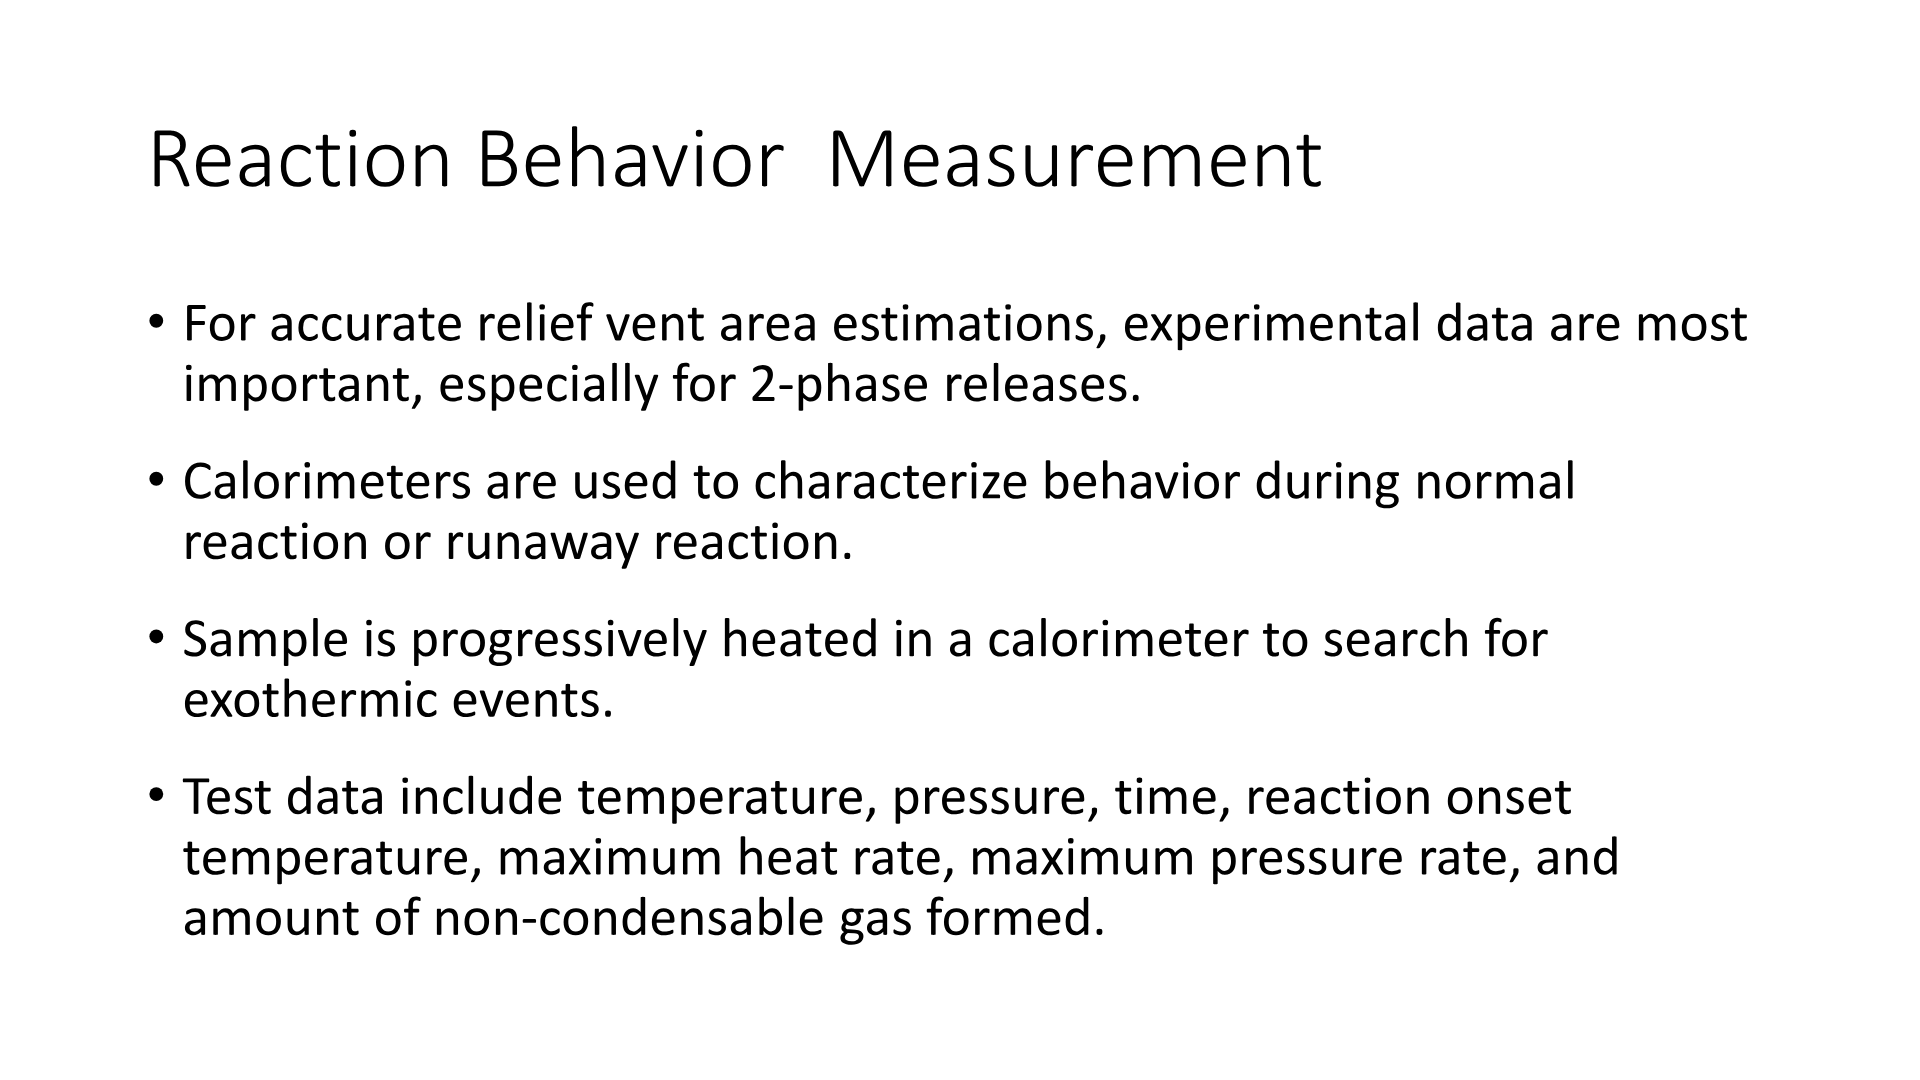 Reaction Behavior  Measurement
• For accurate relief vent area estimations, experimental data are most
important, especially for 2-phase releases.
• Calorimeters are used to characterize behavior during normal
reaction or runaway reaction.
• Sample is progressively heated in a calorimeter to search for
exothermic events.
• Test data include temperature, pressure, time, reaction onset
temperature, maximum heat rate, maximum pressure rate, and
amount of non-condensable gas formed.